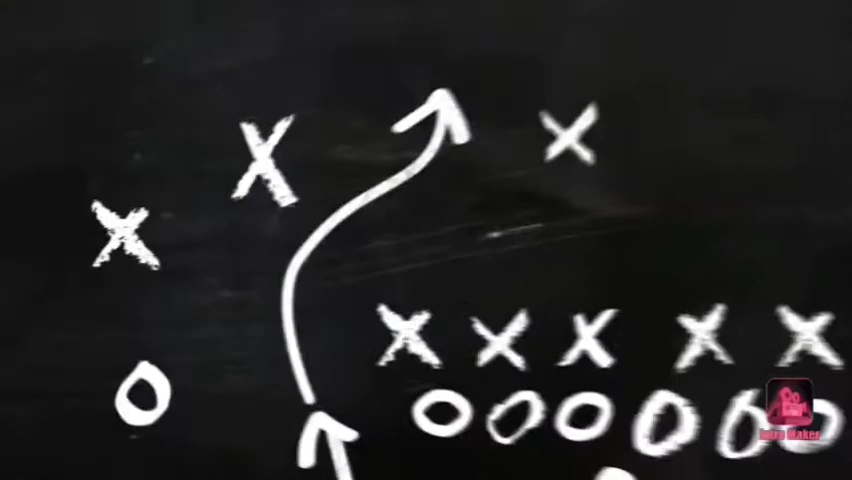 X
X X
X
X X X X X
O O O O O O O
Intro Maker